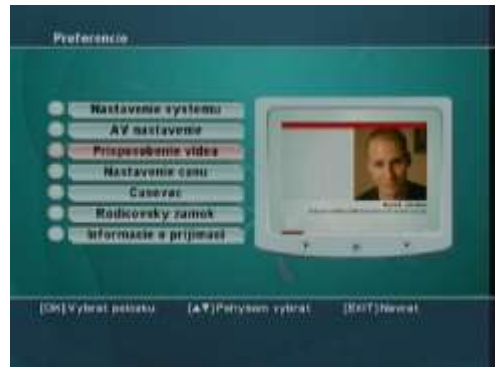 Preferencie
Nastavenie systemu
AV nastavenie
Prisposobenie videa
Nastavenie casu
Casovac
Rodicovsky zamok
Informacie o prijimaci
[OK] Vybrat polozku [▲▼] Pohybom vybrat [EXIT] Navrat